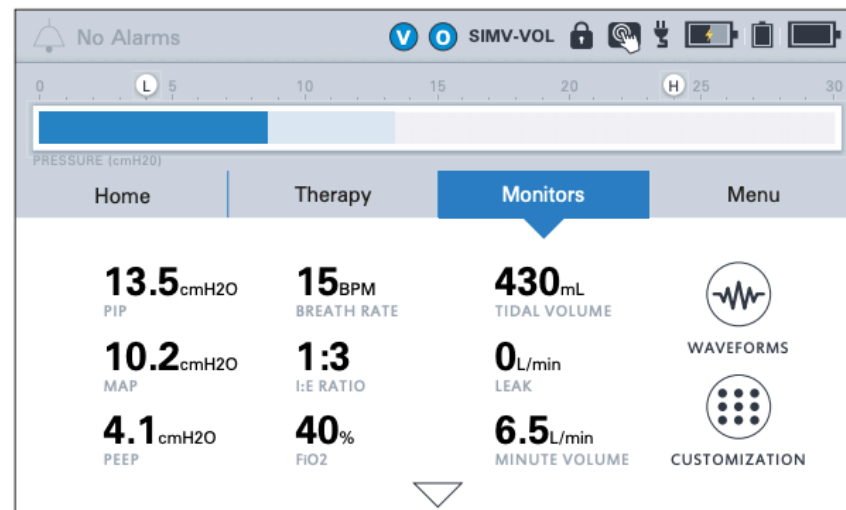 No Alarms V O SIMV-VOL
0 L 5 10 15 20 H 25 30
PRESSURE (cmH20)
Home Therapy Monitors Menu
13.5cmH2O 15BPM 430mL
PIP BREATH RATE TIDAL VOLUME
10.2cmH2O 1:3 0L/min WAVEFORMS
MAP I:E RATIO LEAK
4.1cmH2O 40% 6.5L/min
PEEP FiO2 MINUTE VOLUME CUSTOMIZATION